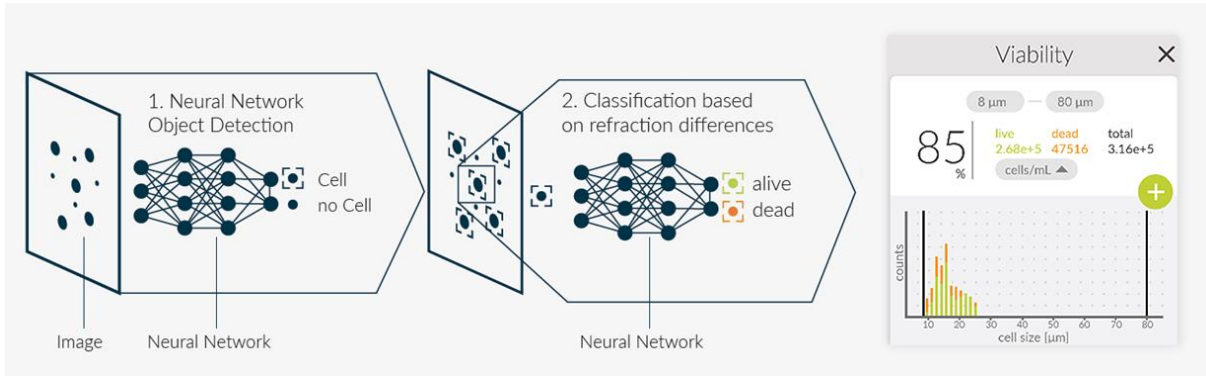 1. Neural Network
Object Detection
Cell
no Cell
Image
Neural Network
2. Classification based
on refraction differences
alive
dead
Neural Network
Viability
8 µm
80 µm
85
%
live
dead
total
2.68e+5
47516
3.16e+5
cells/mL
counts
10
20
30
40
50
60
70
80
cell size [µm]